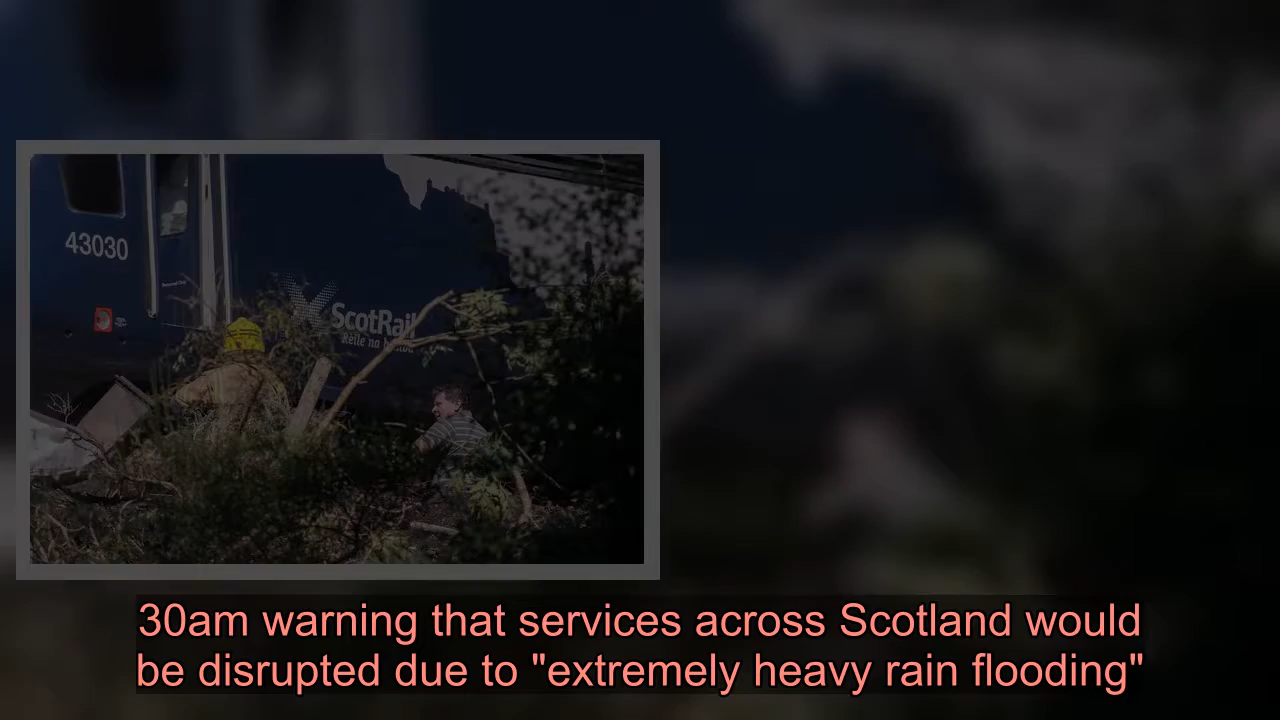 43030
ScotRail
30am warning that services across Scotland would
be disrupted due to "extremely heavy rain flooding"